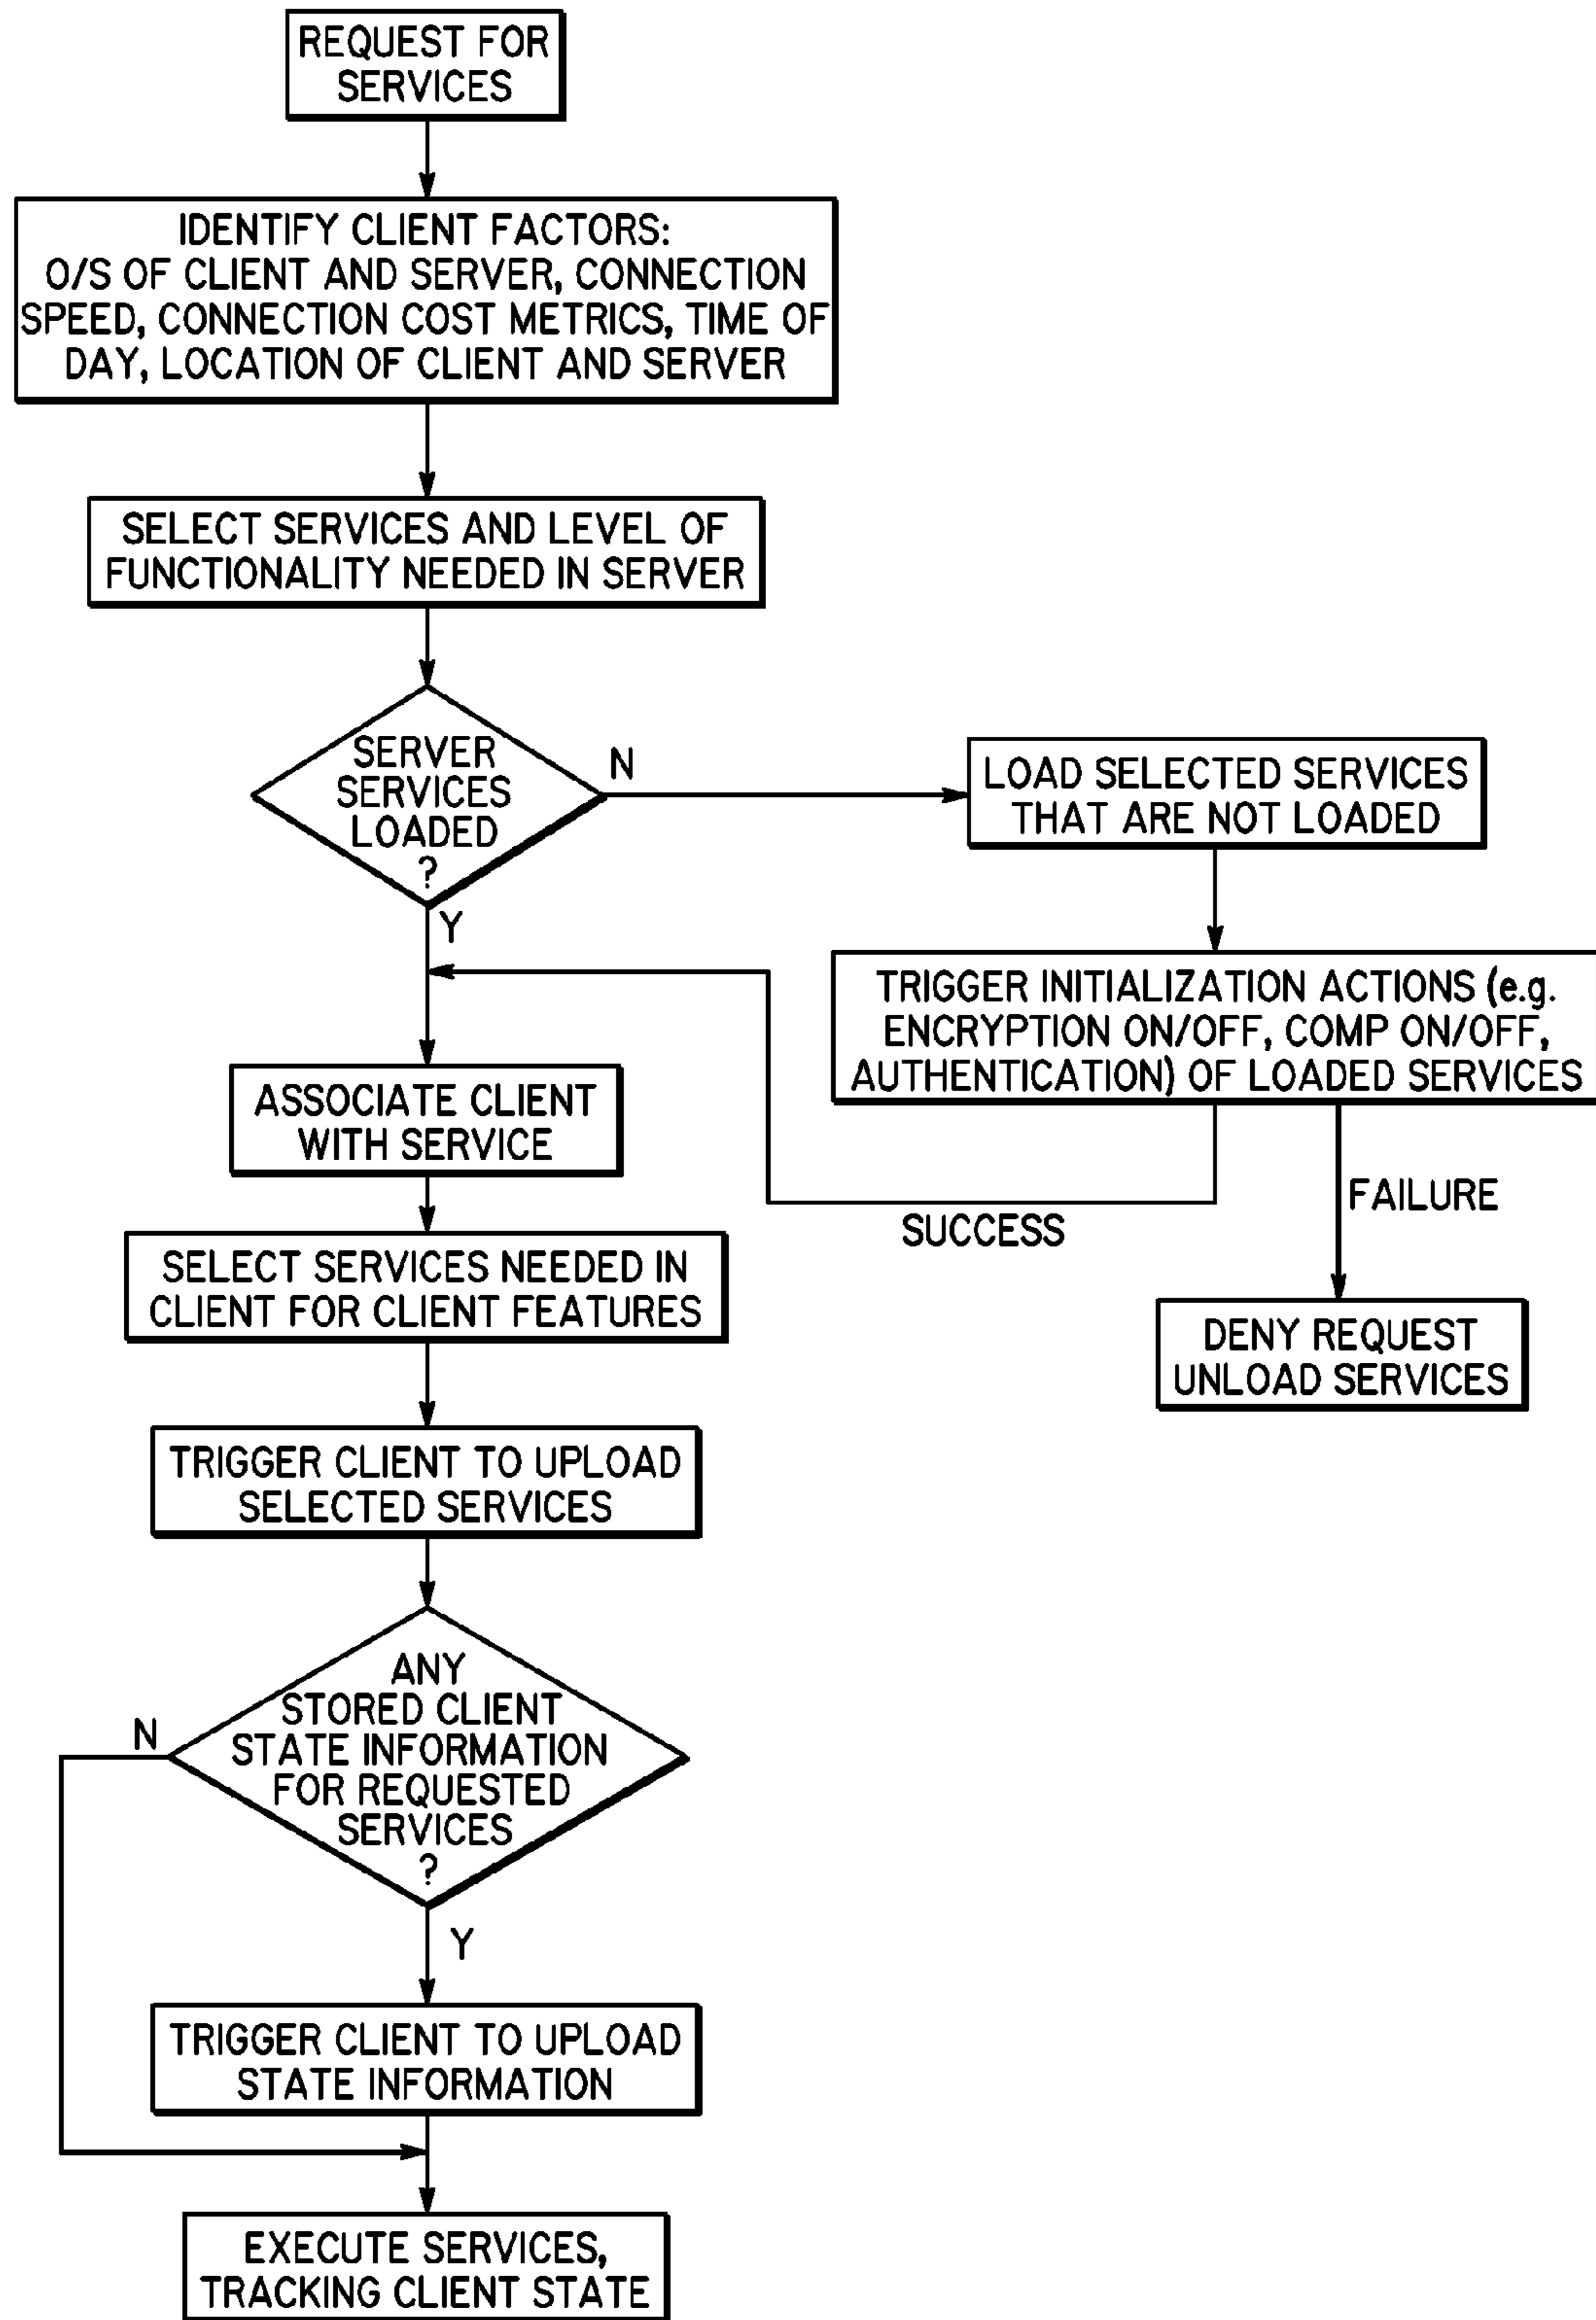 REQUEST FOR
SERVICES
IDENTIFY CLIENT FACTORS:
O/S OF CLIENT AND SERVER, CONNECTION
SPEED, CONNECTION COST METRICS, TIME OF
DAY, LOCATION OF CLIENT AND SERVER
SELECT SERVICES AND LEVEL OF
FUNCTIONALITY NEEDED IN SERVER
SERVER
SERVICES
LOADED
?
N
Y
LOAD SELECTED SERVICES
THAT ARE NOT LOADED
TRIGGER INITIALIZATION ACTIONS (e.g.
ENCRYPTION ON/OFF, COMP ON/OFF,
AUTHENTICATION) OF LOADED SERVICES
SUCCESS
FAILURE
DENY REQUEST
UNLOAD SERVICES
ASSOCIATE CLIENT
WITH SERVICE
SELECT SERVICES NEEDED IN
CLIENT FOR CLIENT FEATURES
TRIGGER CLIENT TO UPLOAD
SELECTED SERVICES
ANY
STORED CLIENT
STATE INFORMATION
FOR REQUESTED
SERVICES
?
N
Y
TRIGGER CLIENT TO UPLOAD
STATE INFORMATION
EXECUTE SERVICES,
TRACKING CLIENT STATE